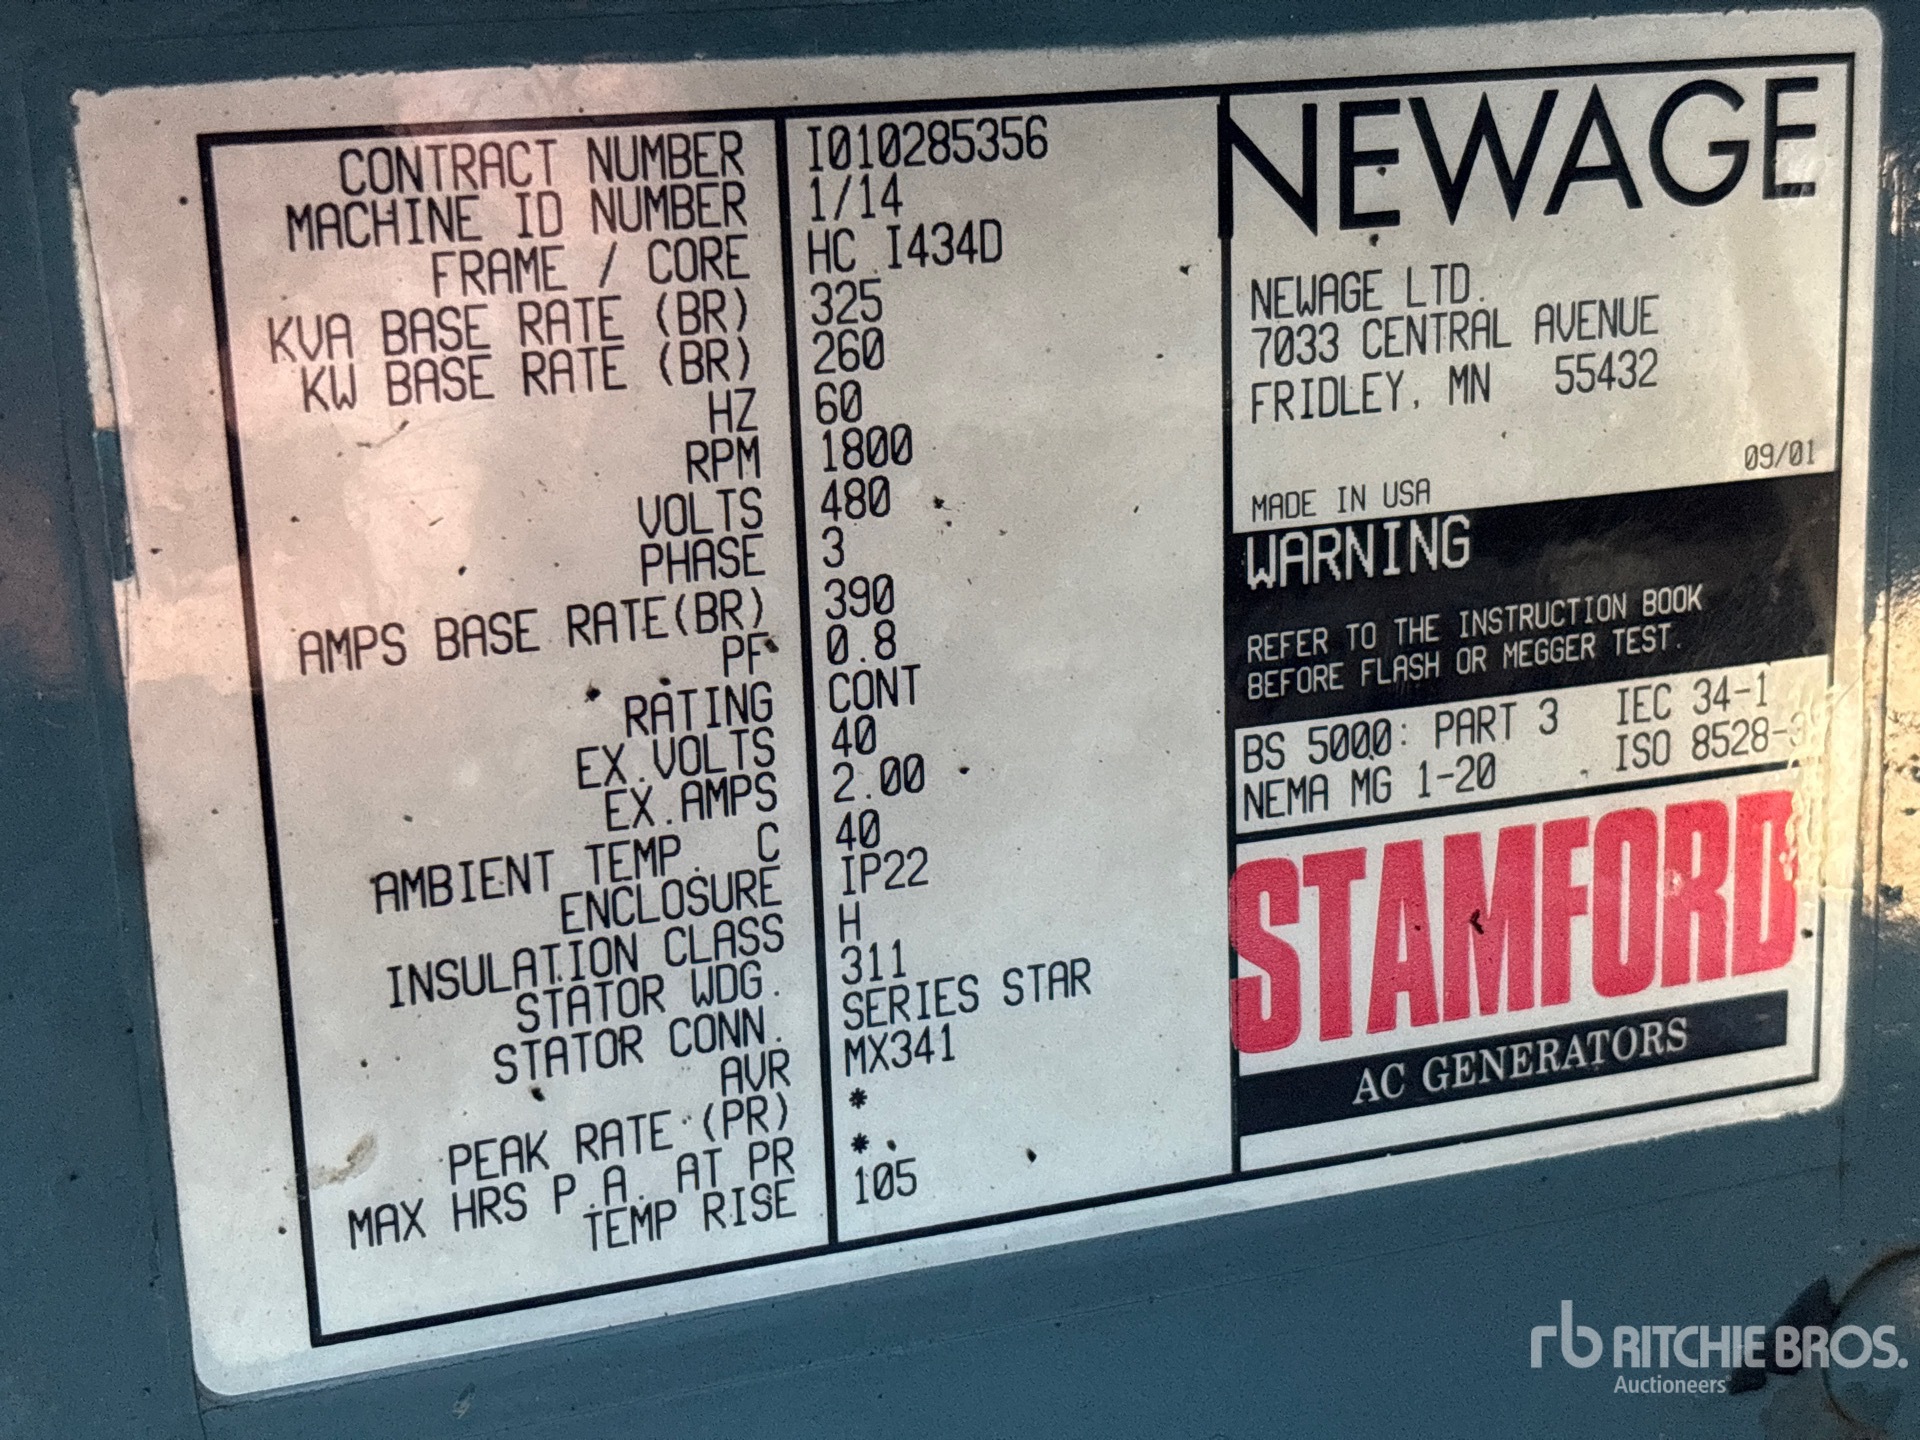 CONTRACT NUMBER I010285356
MACHINE ID NUMBER 1/14
FRAME / CORE HC I434D
KVA BASE RATE (BR) 325
KW BASE RATE (BR) 260
HZ 60
RPM 1800
VOLTS 480
PHASE 3
AMPS BASE RATE(BR) 390
PF 0.8
RATING CONT
EX.VOLTS 40
EX.AMPS 2.00
AMBIENT TEMP. C 40
ENCLOSURE IP22
INSULATION CLASS H
STATOR WDG. 311
STATOR CONN. SERIES STAR
AVR MX341
PEAK RATE (PR) *
MAX HRS P.A. AT PR *
TEMP RISE 105
NEWAGE
NEWAGE LTD.
7033 CENTRAL AVENUE
FRIDLEY, MN 55432
09/01
MADE IN USA
WARNING
REFER TO THE INSTRUCTION BOOK
BEFORE FLASH OR MEGGER TEST.
BS 5000: PART 3 IEC 34-1
NEMA MG 1-20 ISO 8528-3
STAMFORD
AC GENERATORS
rb RITCHIE BROS.
Auctioneers